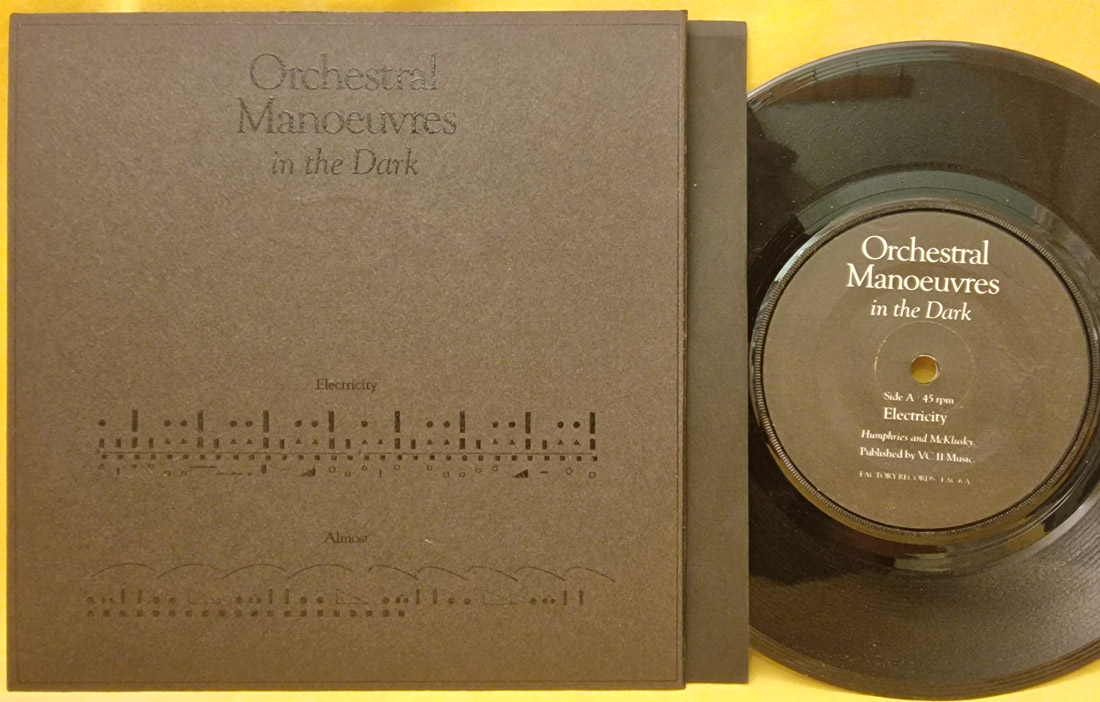 Orchestral
Manoeuvres
in the Dark
Electricity
Almost
Orchestral
Manoeuvres
in the Dark
Side A · 45 rpm
Electricity
Humphries and McKlusky.
Published by VC II Music.
FACTORY RECORDS FAC 6 A